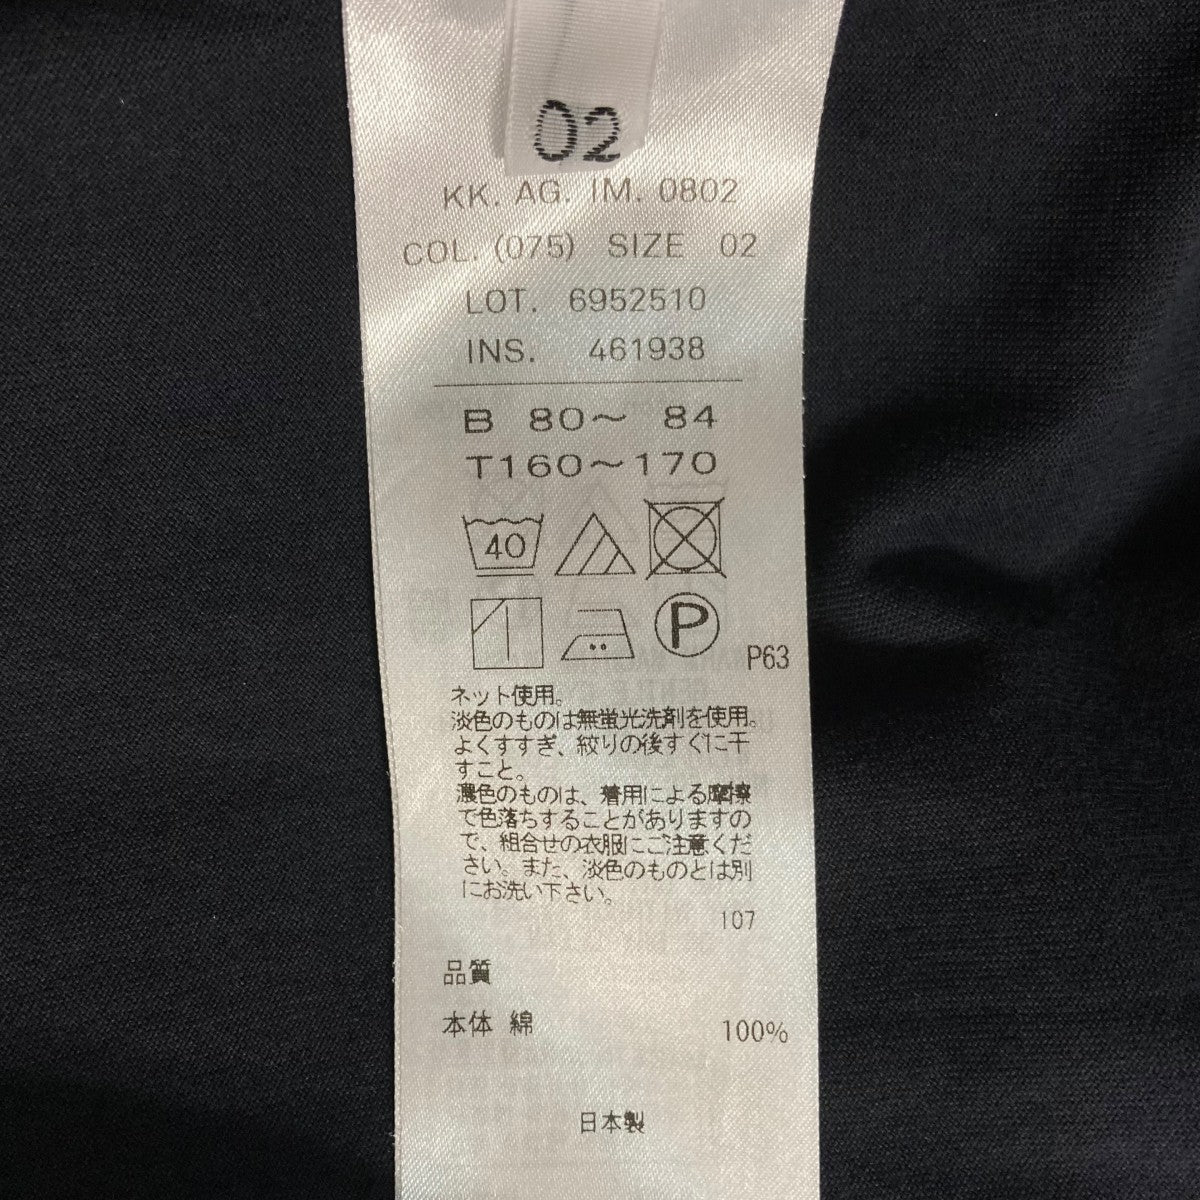 02
KK. AG. IM. 0802
COL. (075) SIZE 02
LOT. 6952510
INS. 461938
B 80～ 84
T160～170
40
P
P63
ネット使用。
淡色のものは無蛍光洗剤を使用。
よくすすぎ、絞りの後すぐに干
すこと。
濃色のものは、着用による摩擦
で色落ちすることがありますの
で、組合せの衣服にご注意くだ
さい。また、淡色のものとは別
にお洗い下さい。
107
品質
本体 綿 100%
日本製